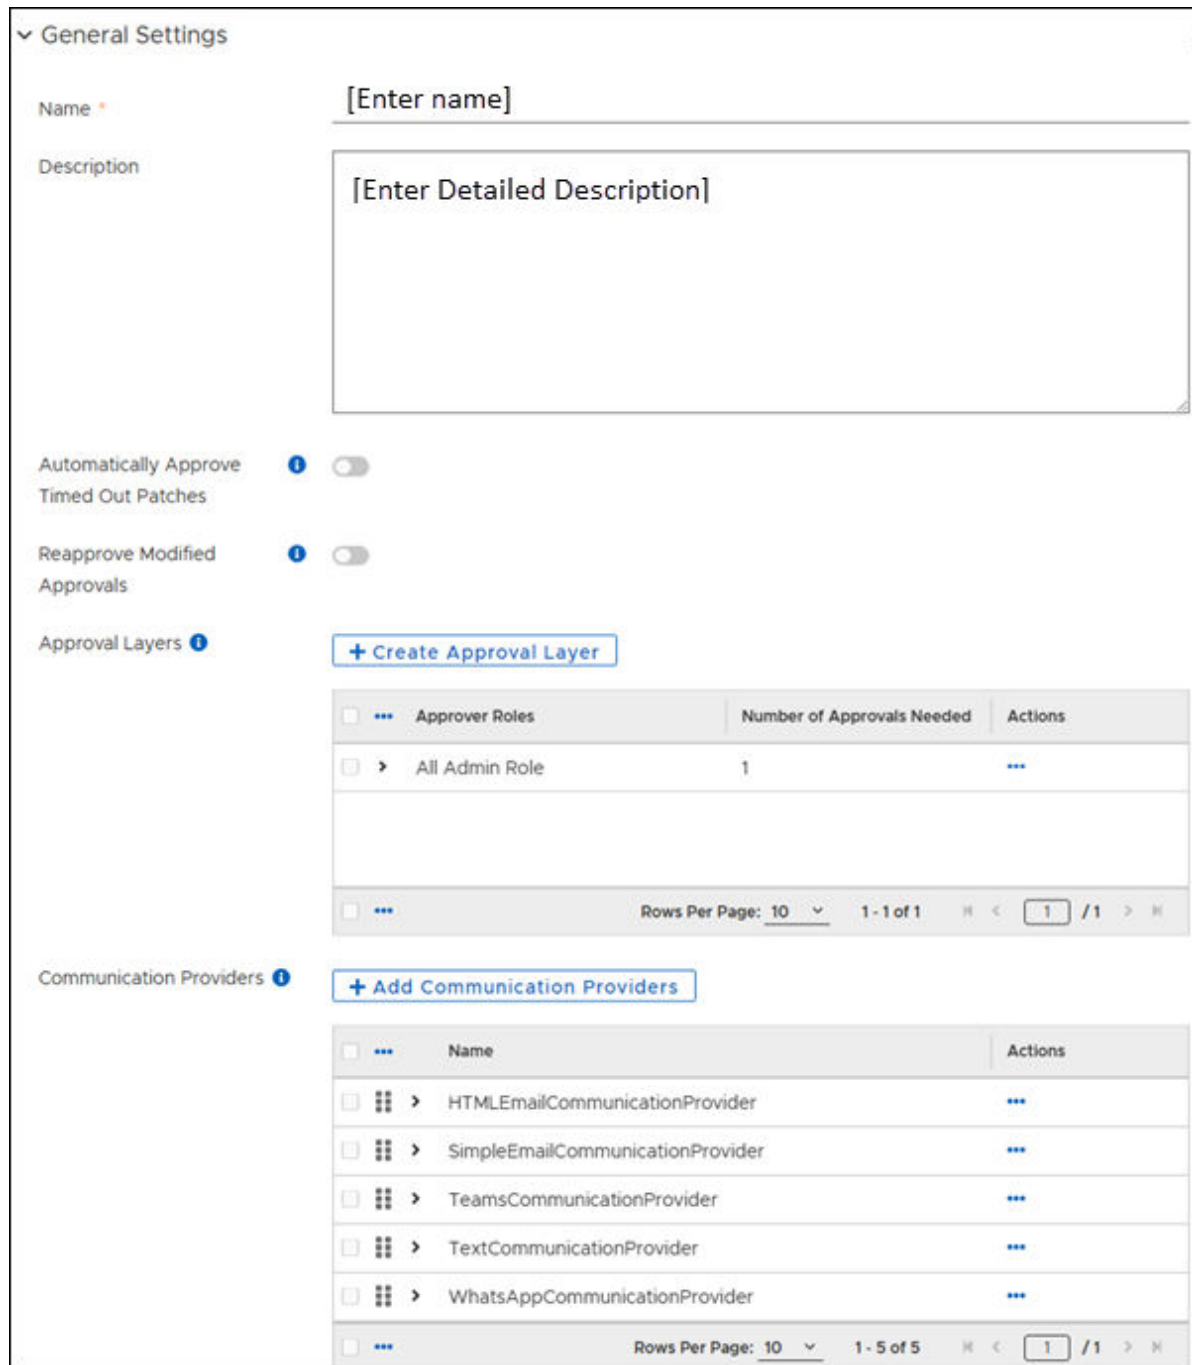 General Settings
Name *
[Enter name]
Description
[Enter Detailed Description]
Automatically Approve
Timed Out Patches
Reapprove Modified
Approvals
Approval Layers
+ Create Approval Layer
Approver Roles Number of Approvals Needed Actions
All Admin Role 1
Rows Per Page: 10 1 - 1 of 1 1 / 1
Communication Providers
+ Add Communication Providers
Name Actions
HTMLEmailCommunicationProvider
SimpleEmailCommunicationProvider
TeamsCommunicationProvider
TextCommunicationProvider
WhatsAppCommunicationProvider
Rows Per Page: 10 1 - 5 of 5 1 / 1